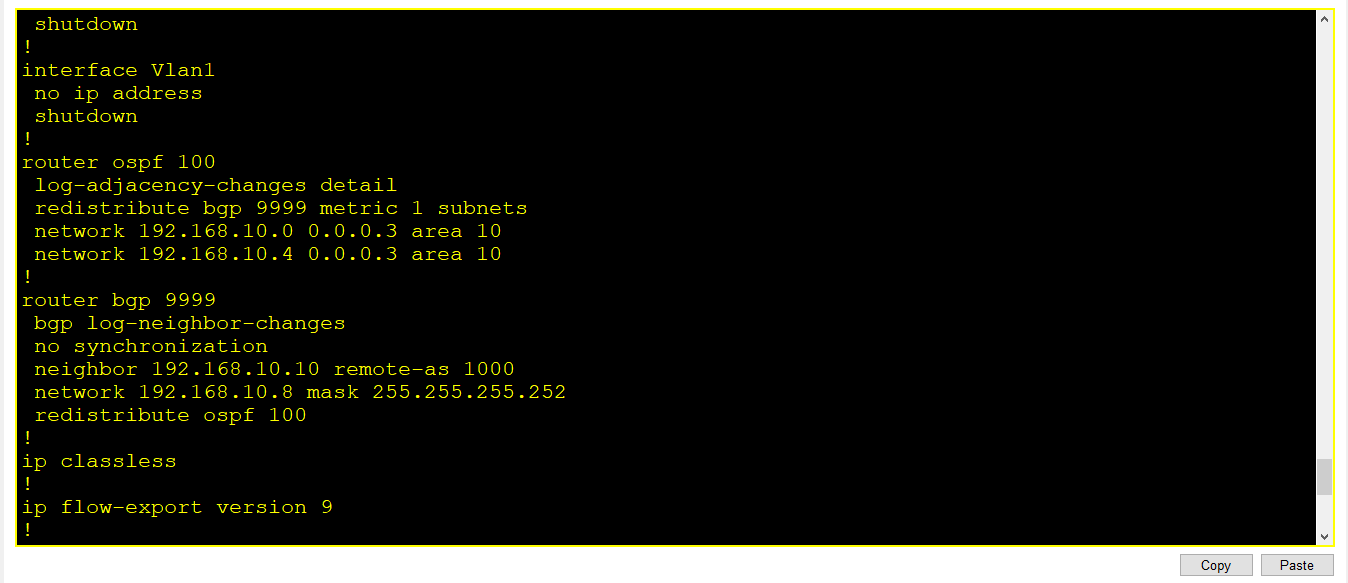 shutdown
!
interface Vlan1
no ip address
shutdown
!
router ospf 100
log-adjacency-changes detail
redistribute bgp 9999 metric 1 subnets
network 192.168.10.0 0.0.0.3 area 10
network 192.168.10.4 0.0.0.3 area 10
!
router bgp 9999
bgp log-neighbor-changes
no synchronization
neighbor 192.168.10.10 remote-as 1000
network 192.168.10.8 mask 255.255.255.252
redistribute ospf 100
!
ip classless
!
ip flow-export version 9
!
Copy
Paste